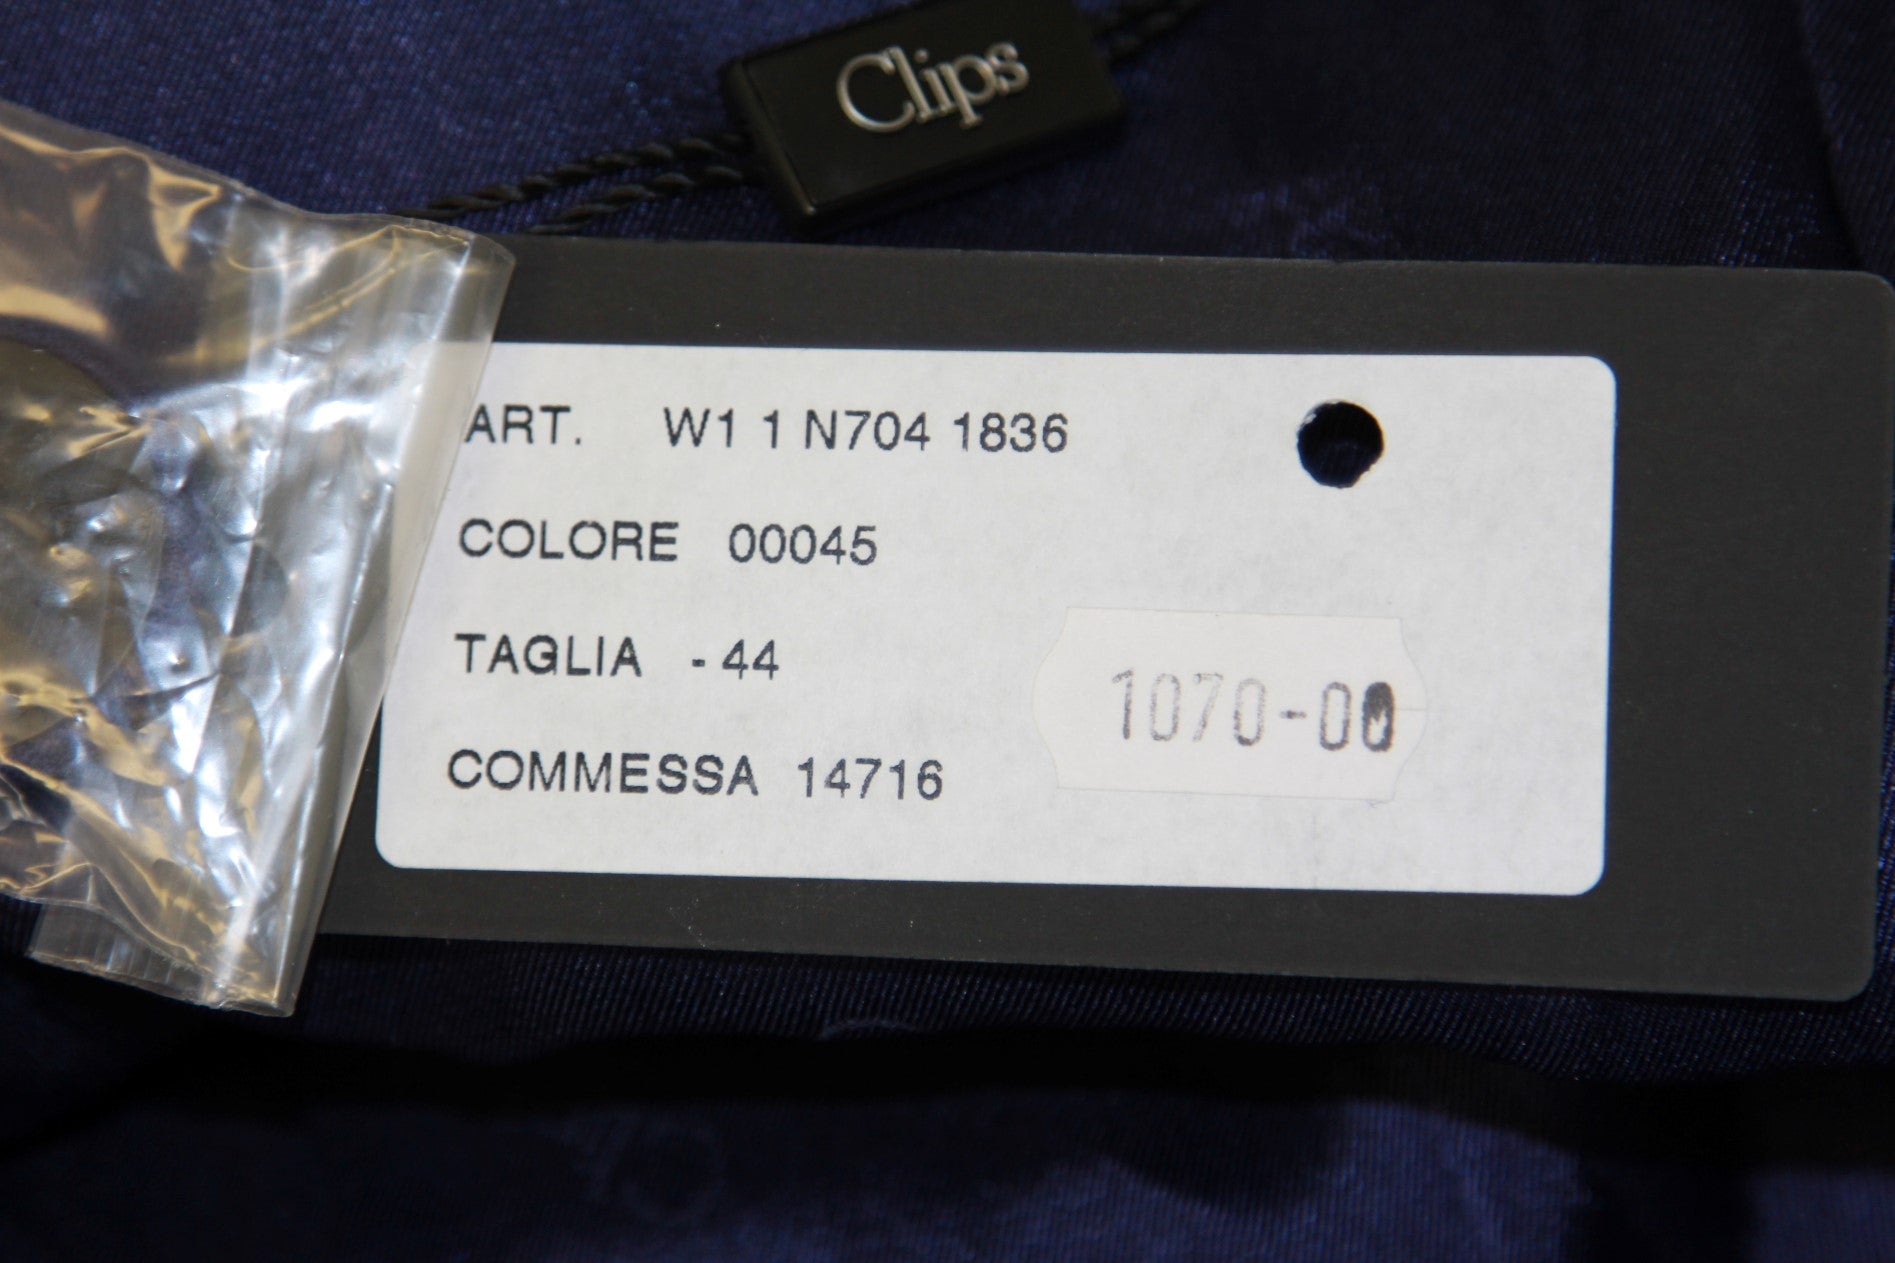 Clips
ART. W1 1 N704 1836
COLORE 00045
TAGLIA - 44
1070-00
COMMESSA 14716